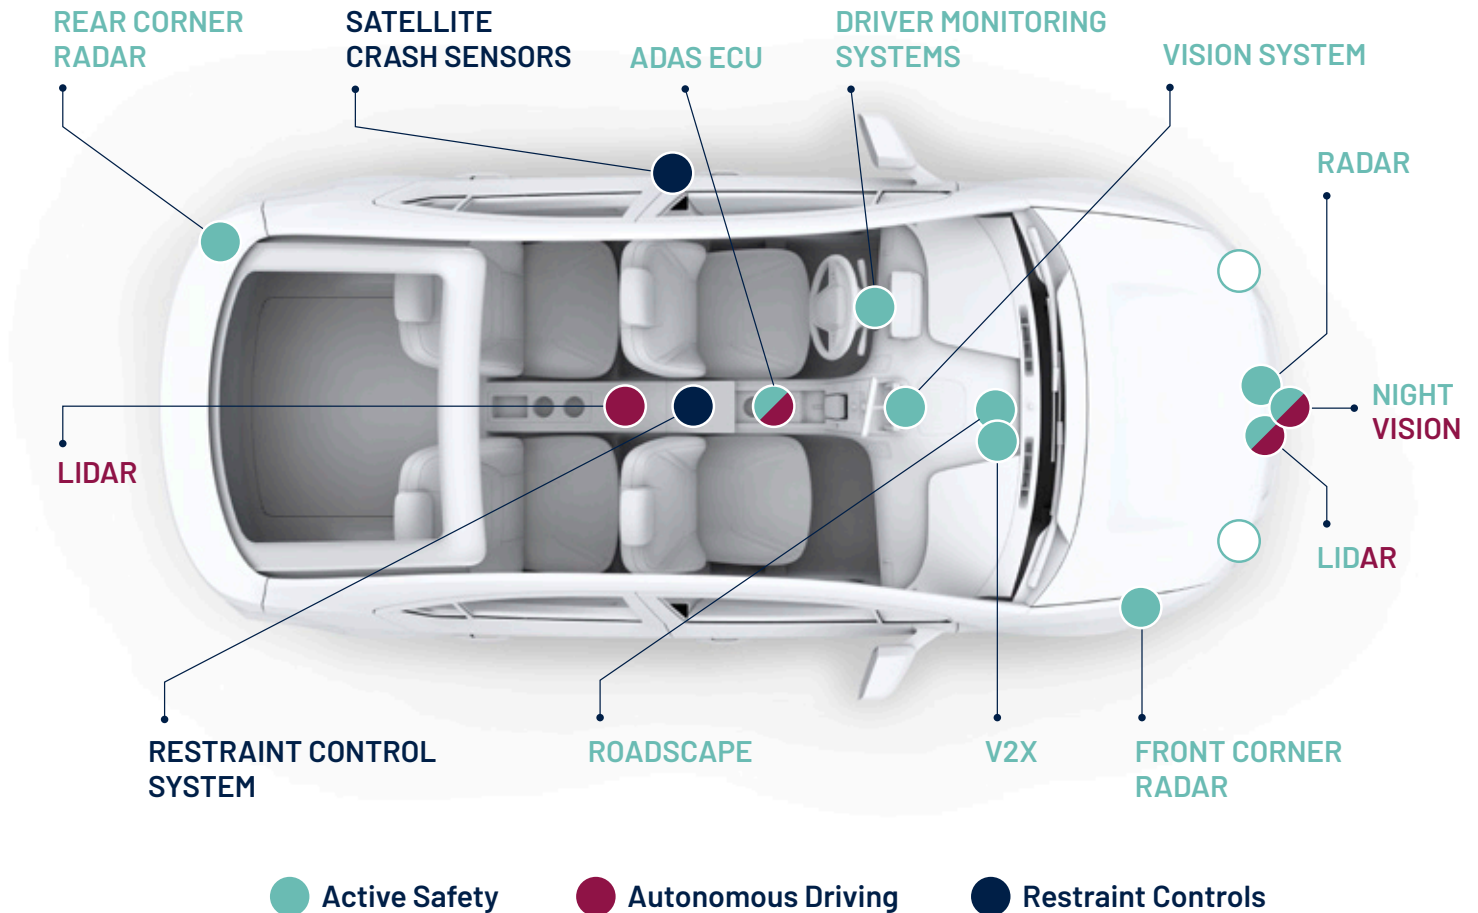 REAR CORNER
RADAR
SATELLITE
CRASH SENSORS
ADAS ECU
DRIVER MONITORING
SYSTEMS
VISION SYSTEM
RADAR
NIGHT
VISION
LIDAR
LIDAR
RESTRAINT CONTROL
SYSTEM
ROADSCAPE
V2X
FRONT CORNER
RADAR
Active Safety
Autonomous Driving
Restraint Controls